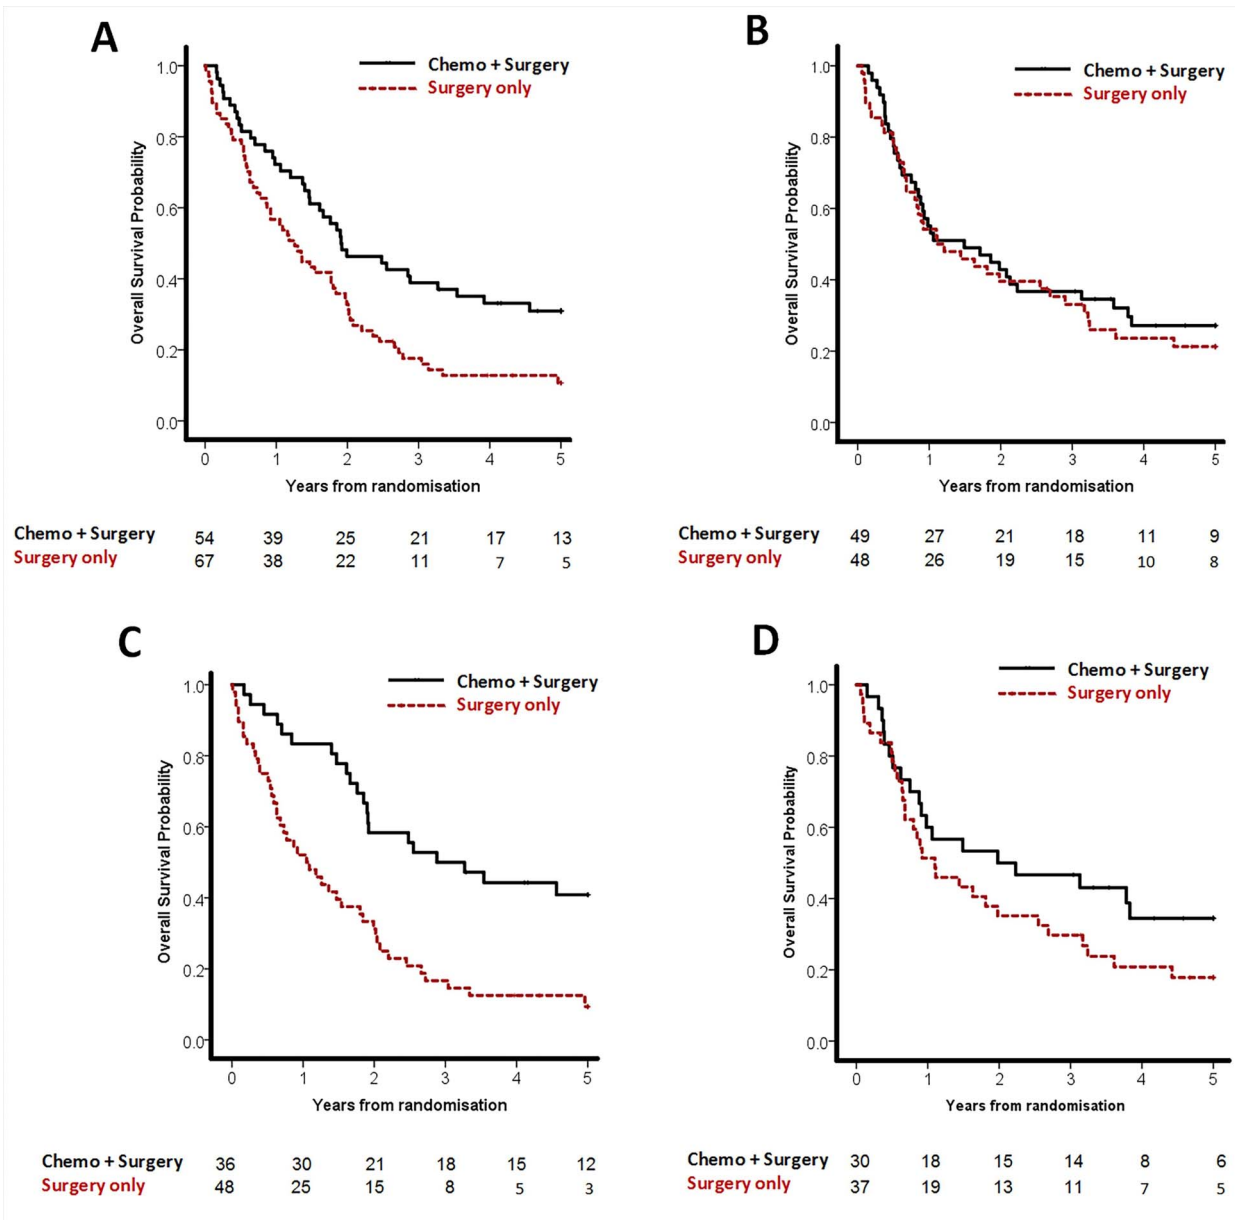 A
Chemo + Surgery
Surgery only
Overall Survival Probability
1.0
0.8
0.6
0.4
0.2
0.0
0 1 2 3 4 5
Years from randomisation
Chemo + Surgery 54 39 25 21 17 13
Surgery only 67 38 22 11 7 5
B
Chemo + Surgery
Surgery only
Overall Survival Probability
1.0
0.8
0.6
0.4
0.2
0.0
0 1 2 3 4 5
Years from randomisation
Chemo + Surgery 49 27 21 18 11 9
Surgery only 48 26 19 15 10 8
C
Chemo + Surgery
Surgery only
Overall Survival Probability
1.0
0.8
0.6
0.4
0.2
0.0
0 1 2 3 4 5
Years from randomisation
Chemo + Surgery 36 30 21 18 15 12
Surgery only 48 25 15 8 5 3
D
Chemo + Surgery
Surgery only
Overall Survival Probability
1.0
0.8
0.6
0.4
0.2
0.0
0 1 2 3 4 5
Years from randomisation
Chemo + Surgery 30 18 15 14 8 6
Surgery only 37 19 13 11 7 5